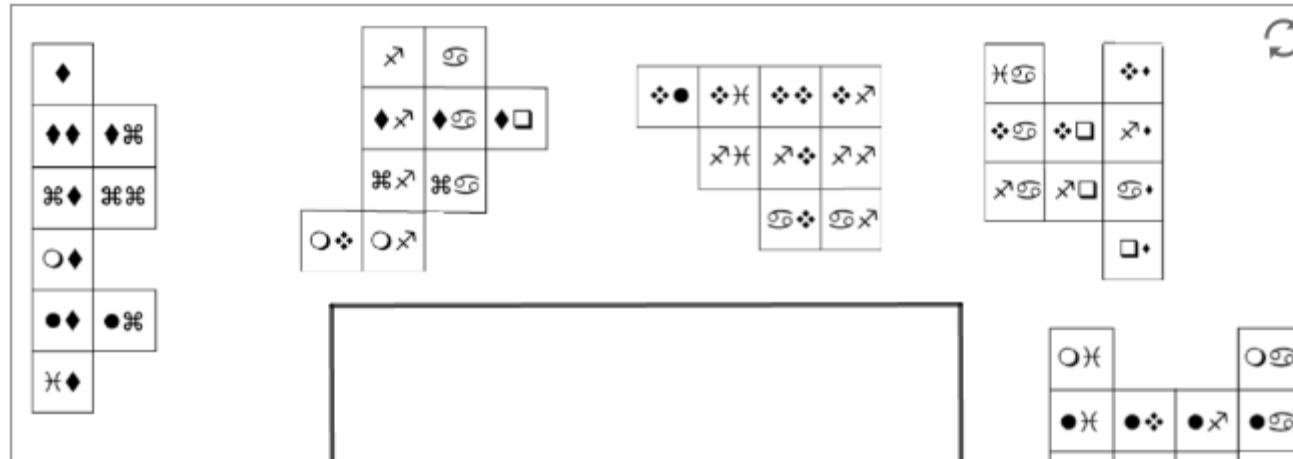 ♦
♦♦ ♦⌘
⌘♦ ⌘⌘
❍♦
●♦ ●⌘
♓♦
♐ ♋
♦♐ ♦♋ ♦❑
⌘♐ ⌘♋
❍❖ ❍♐
❖● ❖♓ ❖❖ ❖♐
♐♓ ♐❖ ♐♐
♋❖ ♋♐
♓♋ ❖⬩
❖♋ ❖❑ ♐⬩
♐♋ ♐❑ ♋⬩
❑⬩
❍♓ ❍♋
●♓ ●❖ ●♐ ●♋